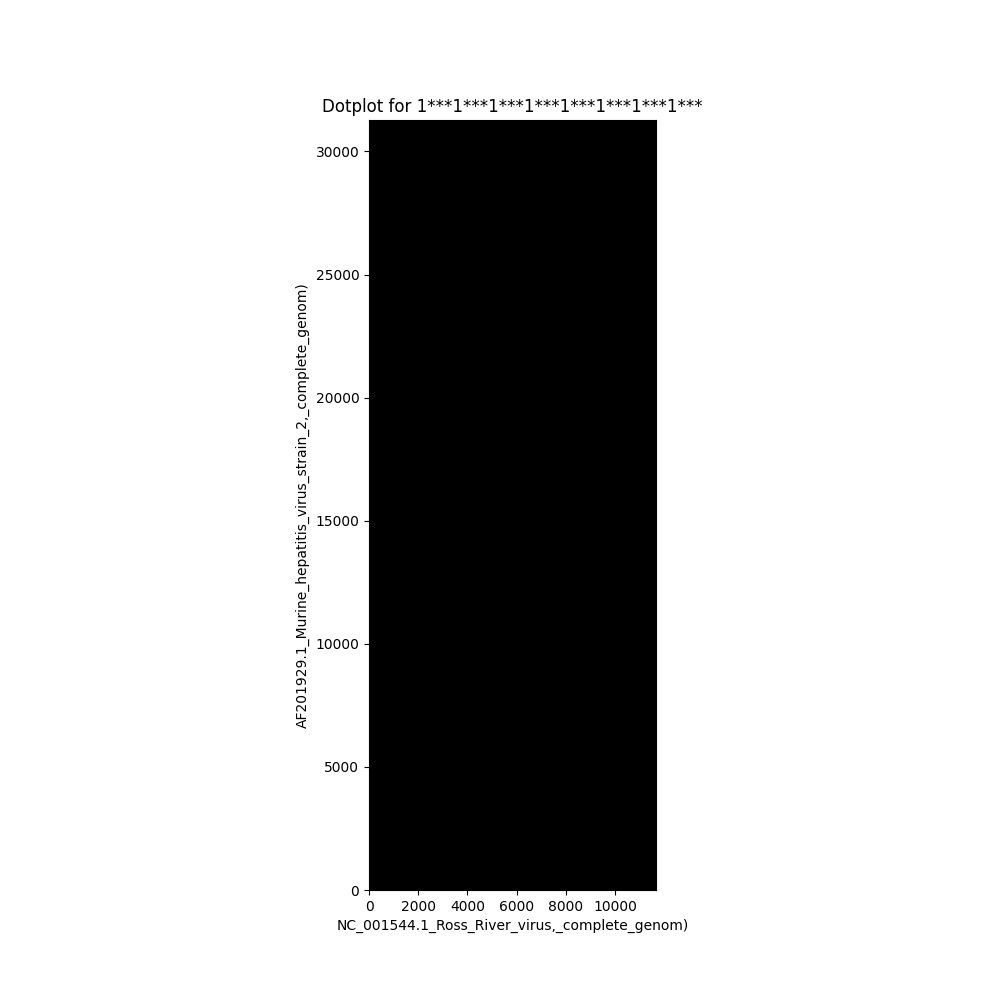 Dotplot for 1***1***1***1***1***1***1***1***
30000
25000
20000
15000
10000
5000
0
AF201929.1_Murine_hepatitis_virus_strain_2,_complete_genom)
0 2000 4000 6000 8000 10000
NC_001544.1_Ross_River_virus,_complete_genom)